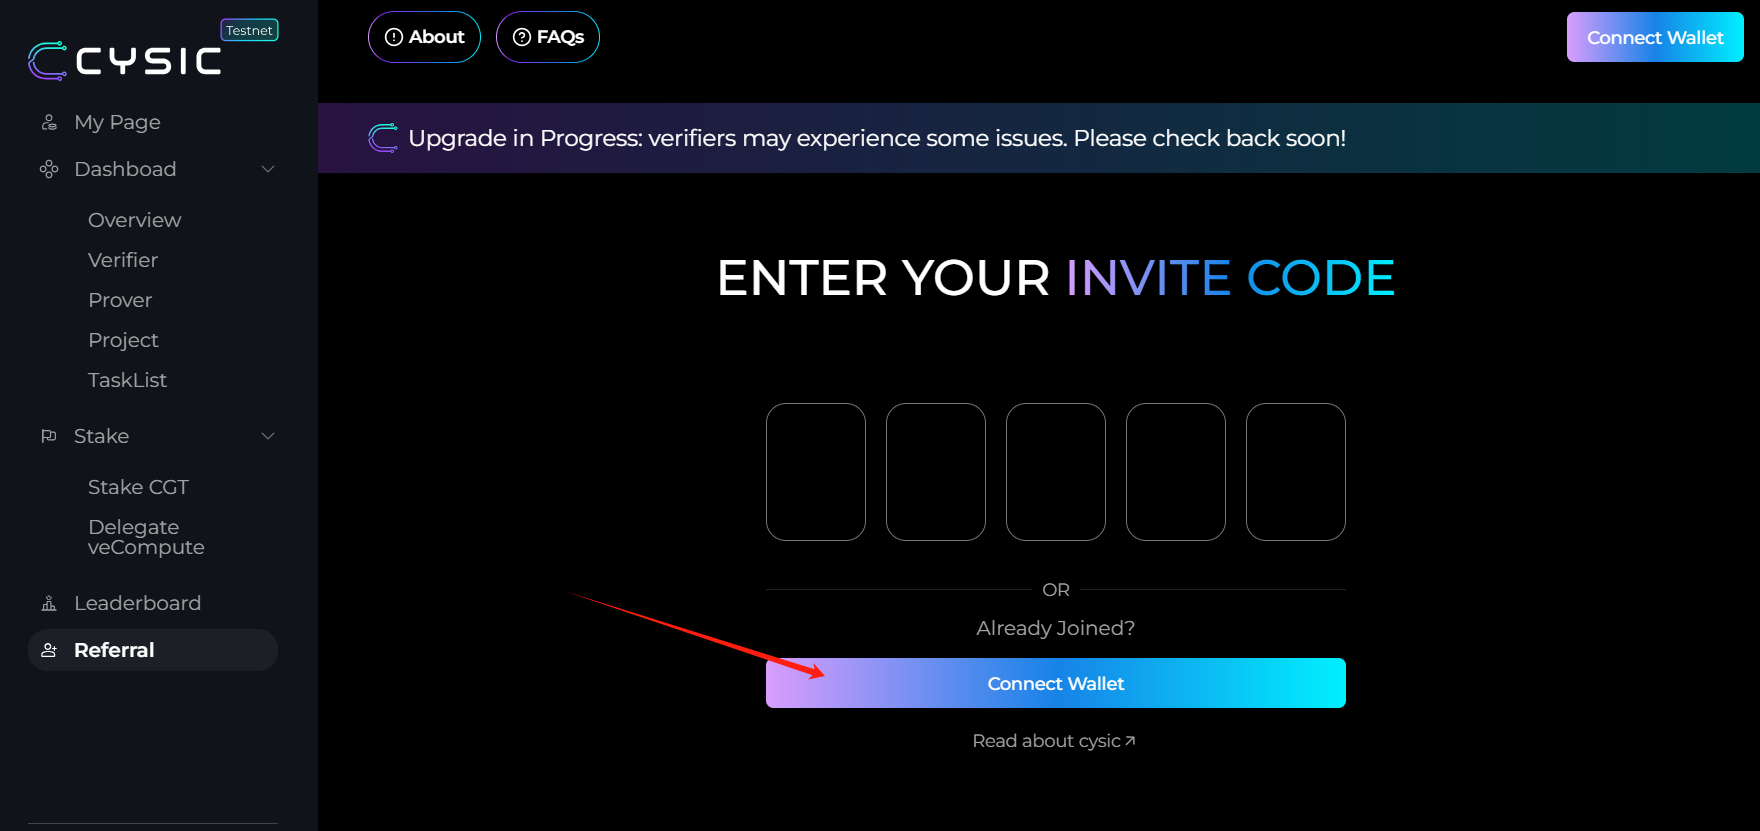 CYSIC
Testnet
My Page
Dashboad
Overview
Verifier
Prover
Project
TaskList
Stake
Stake CGT
Delegate
veCompute
Leaderboard
Referral
About
FAQs
Connect Wallet
Upgrade in Progress: verifiers may experience some issues. Please check back soon!
ENTER YOUR INVITE CODE
OR
Already Joined?
Connect Wallet
Read about cysic